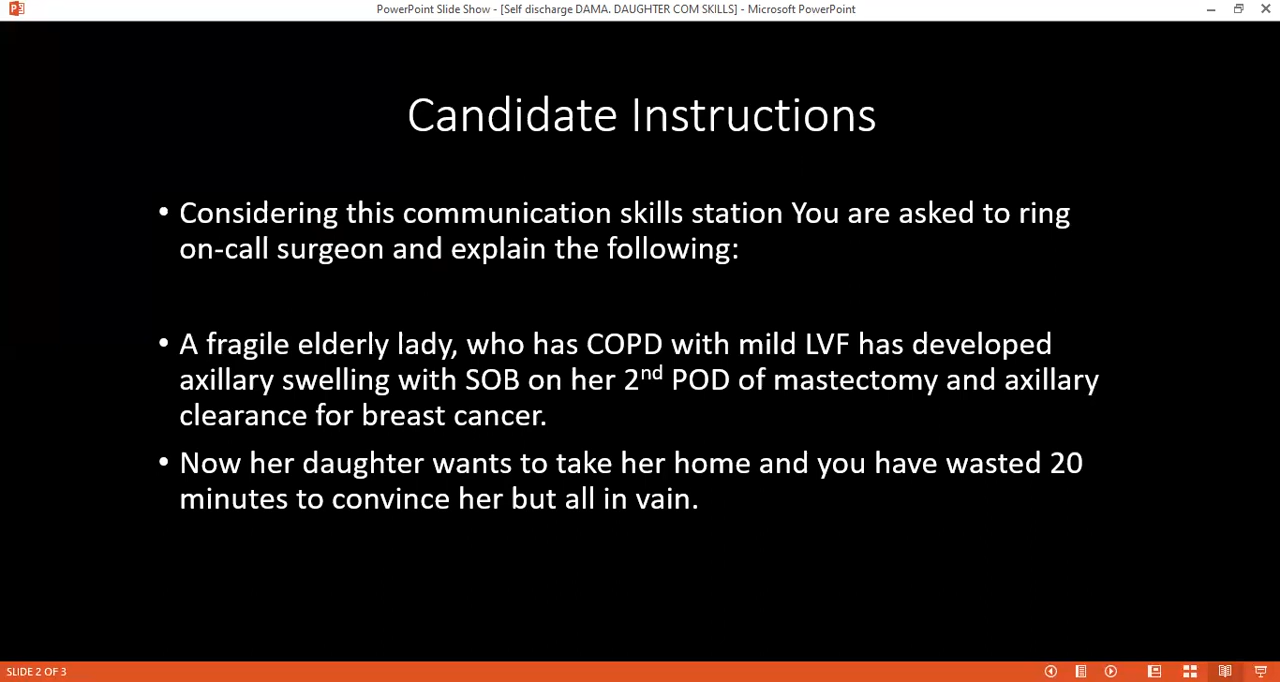 PowerPoint Slide Show - [Self discharge DAMA. DAUGHTER COM SKILLS] - Microsoft PowerPoint
Candidate Instructions
• Considering this communication skills station You are asked to ring
on-call surgeon and explain the following:
• A fragile elderly lady, who has COPD with mild LVF has developed
axillary swelling with SOB on her 2nd POD of mastectomy and axillary
clearance for breast cancer.
• Now her daughter wants to take her home and you have wasted 20
minutes to convince her but all in vain.
SLIDE 2 OF 3